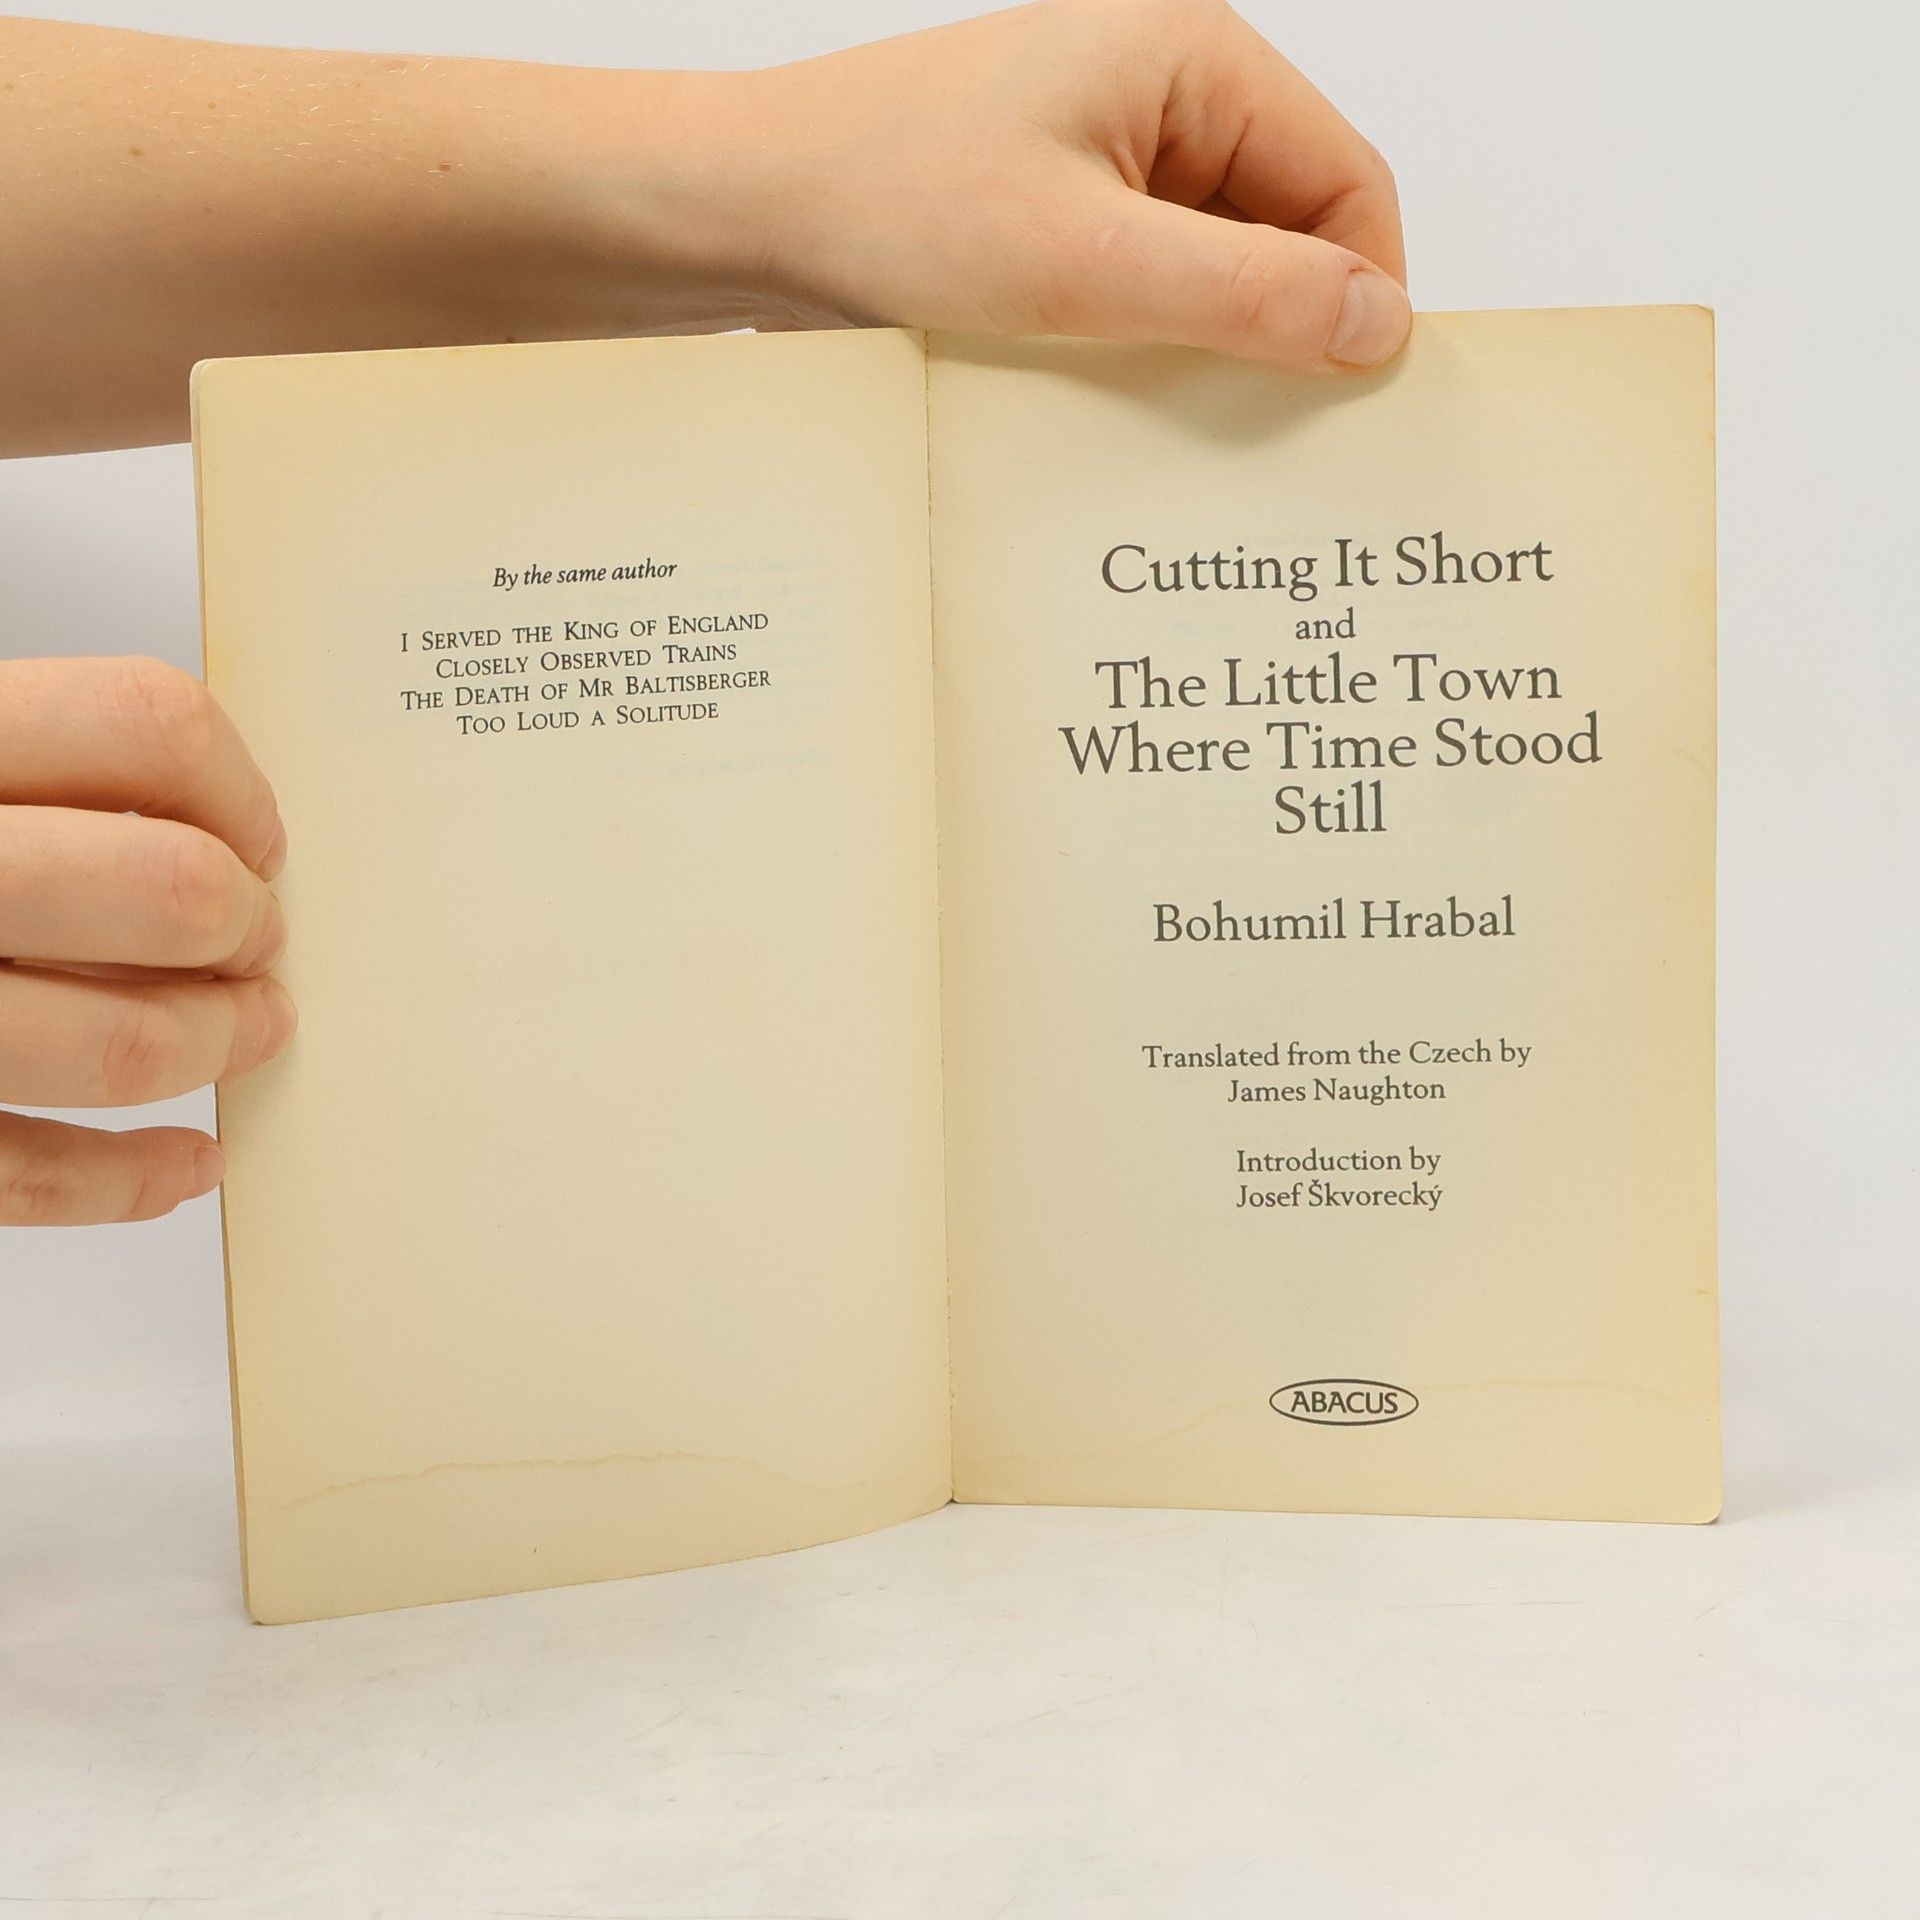 By the same author
I SERVED THE KING OF ENGLAND
CLOSELY OBSERVED TRAINS
THE DEATH OF MR BALTISBERGER
TOO LOUD A SOLITUDE
Cutting It Short
and
The Little Town
Where Time Stood
Still
Bohumil Hrabal
Translated from the Czech by
James Naughton
Introduction by
Josef Škvorecký
ABACUS